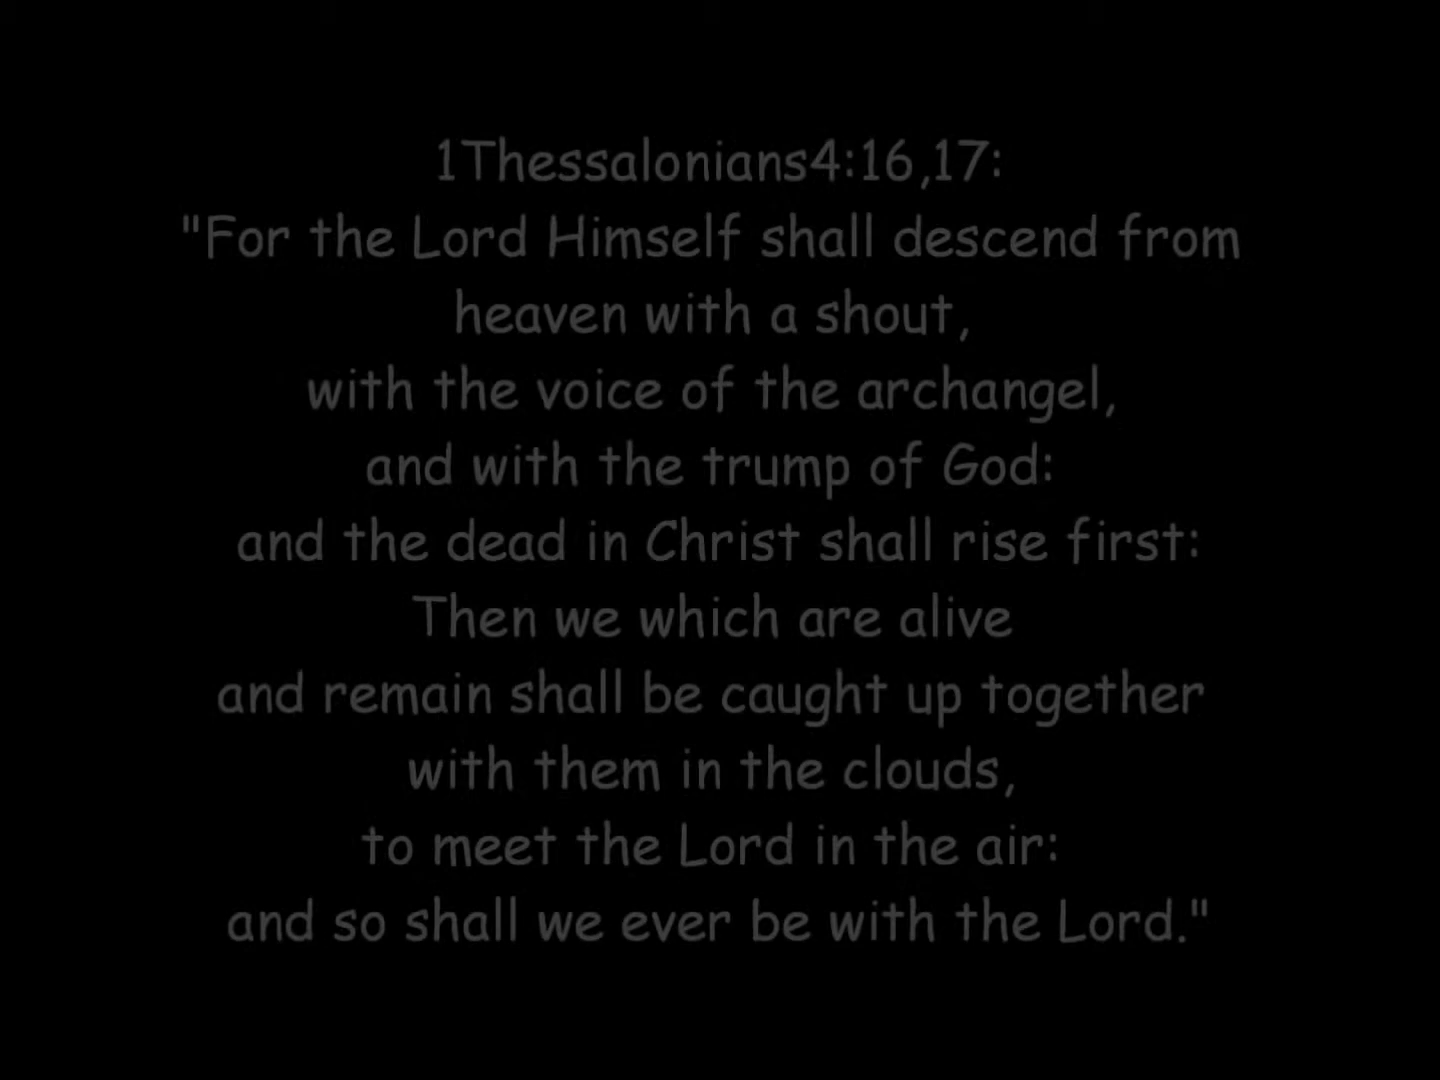 1Thessalonians4:16,17:
"For the Lord Himself shall descend from
heaven with a shout,
with the voice of the archangel,
and with the trump of God:
and the dead in Christ shall rise first:
Then we which are alive
and remain shall be caught up together
with them in the clouds,
to meet the Lord in the air:
and so shall we ever be with the Lord."